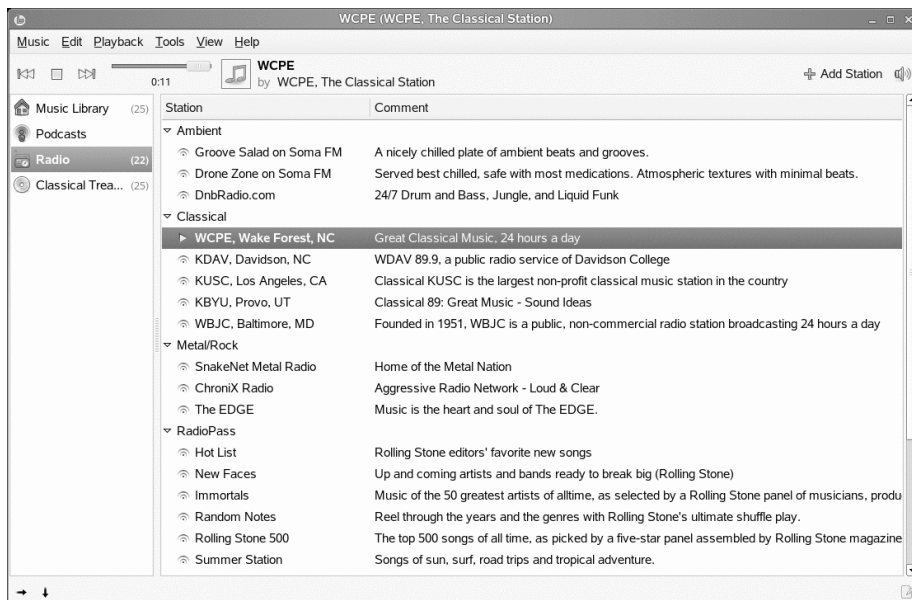 WCPE (WCPE, The Classical Station)
Music Edit Playback Tools View Help
0:11
WCPE
by WCPE, The Classical Station
Add Station
Music Library (25)
Podcasts
Radio (22)
Classical Trea... (25)
Station Comment
Ambient
Groove Salad on Soma FM A nicely chilled plate of ambient beats and grooves.
Drone Zone on Soma FM Served best chilled, safe with most medications. Atmospheric textures with minimal beats.
DnbRadio.com 24/7 Drum and Bass, Jungle, and Liquid Funk
Classical
WCPE, Wake Forest, NC Great Classical Music, 24 hours a day
KDAV, Davidson, NC WDAV 89.9, a public radio service of Davidson College
KUSC, Los Angeles, CA Classical KUSC is the largest non-profit classical music station in the country
KBYU, Provo, UT Classical 89: Great Music - Sound Ideas
WBJC, Baltimore, MD Founded in 1951, WBJC is a public, non-commercial radio station broadcasting 24 hours a day
Metal/Rock
SnakeNet Metal Radio Home of the Metal Nation
ChroniX Radio Aggressive Radio Network - Loud & Clear
The EDGE Music is the heart and soul of The EDGE.
RadioPass
Hot List Rolling Stone editors' favorite new songs
New Faces Up and coming artists and bands ready to break big (Rolling Stone)
Immortals Music of the 50 greatest artists of alltime, as selected by a Rolling Stone panel of musicians, produ
Random Notes Reel through the years and the genres with Rolling Stone's ultimate shuffle play.
Rolling Stone 500 The top 500 songs of all time, as picked by a five-star panel assembled by Rolling Stone magazine
Summer Station Songs of sun, surf, road trips and tropical adventure.